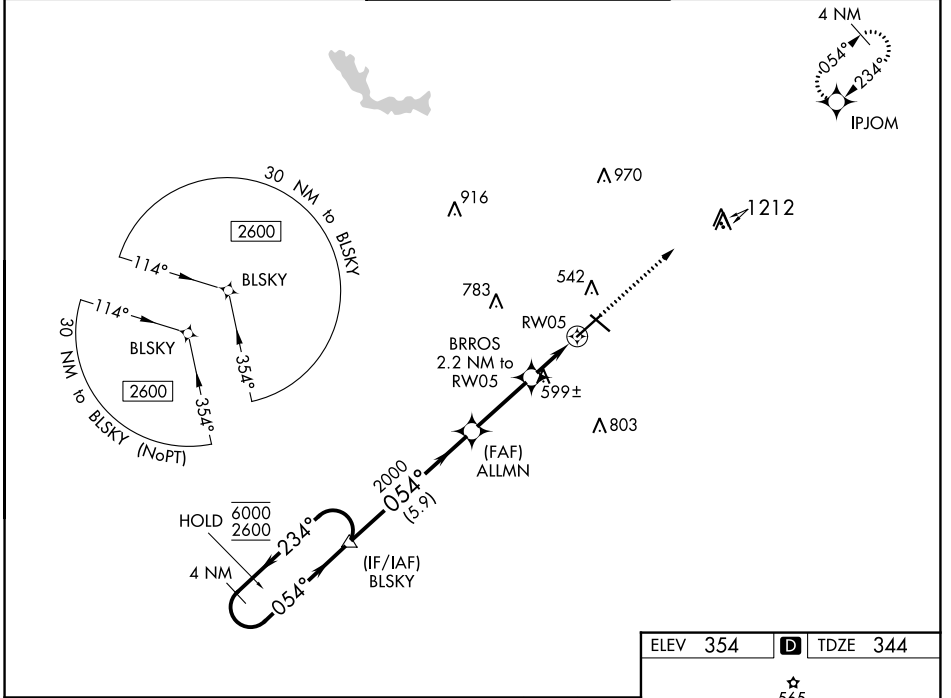 4 NM
054°
234°
IPJOM
970
916
1212
30 NM to BLSKY
2600
114°
BLSKY
354°
783
542
RW05
114°
BLSKY
BRROS
2.2 NM to
RW05
599±
2600
354°
30 NM to BLSKY (NoPT)
803
(FAF)
ALLMN
2000
054°
(5.9)
HOLD
6000
2600
234°
4 NM
(IF/IAF)
BLSKY
054°
ELEV 354 D TDZE 344
565